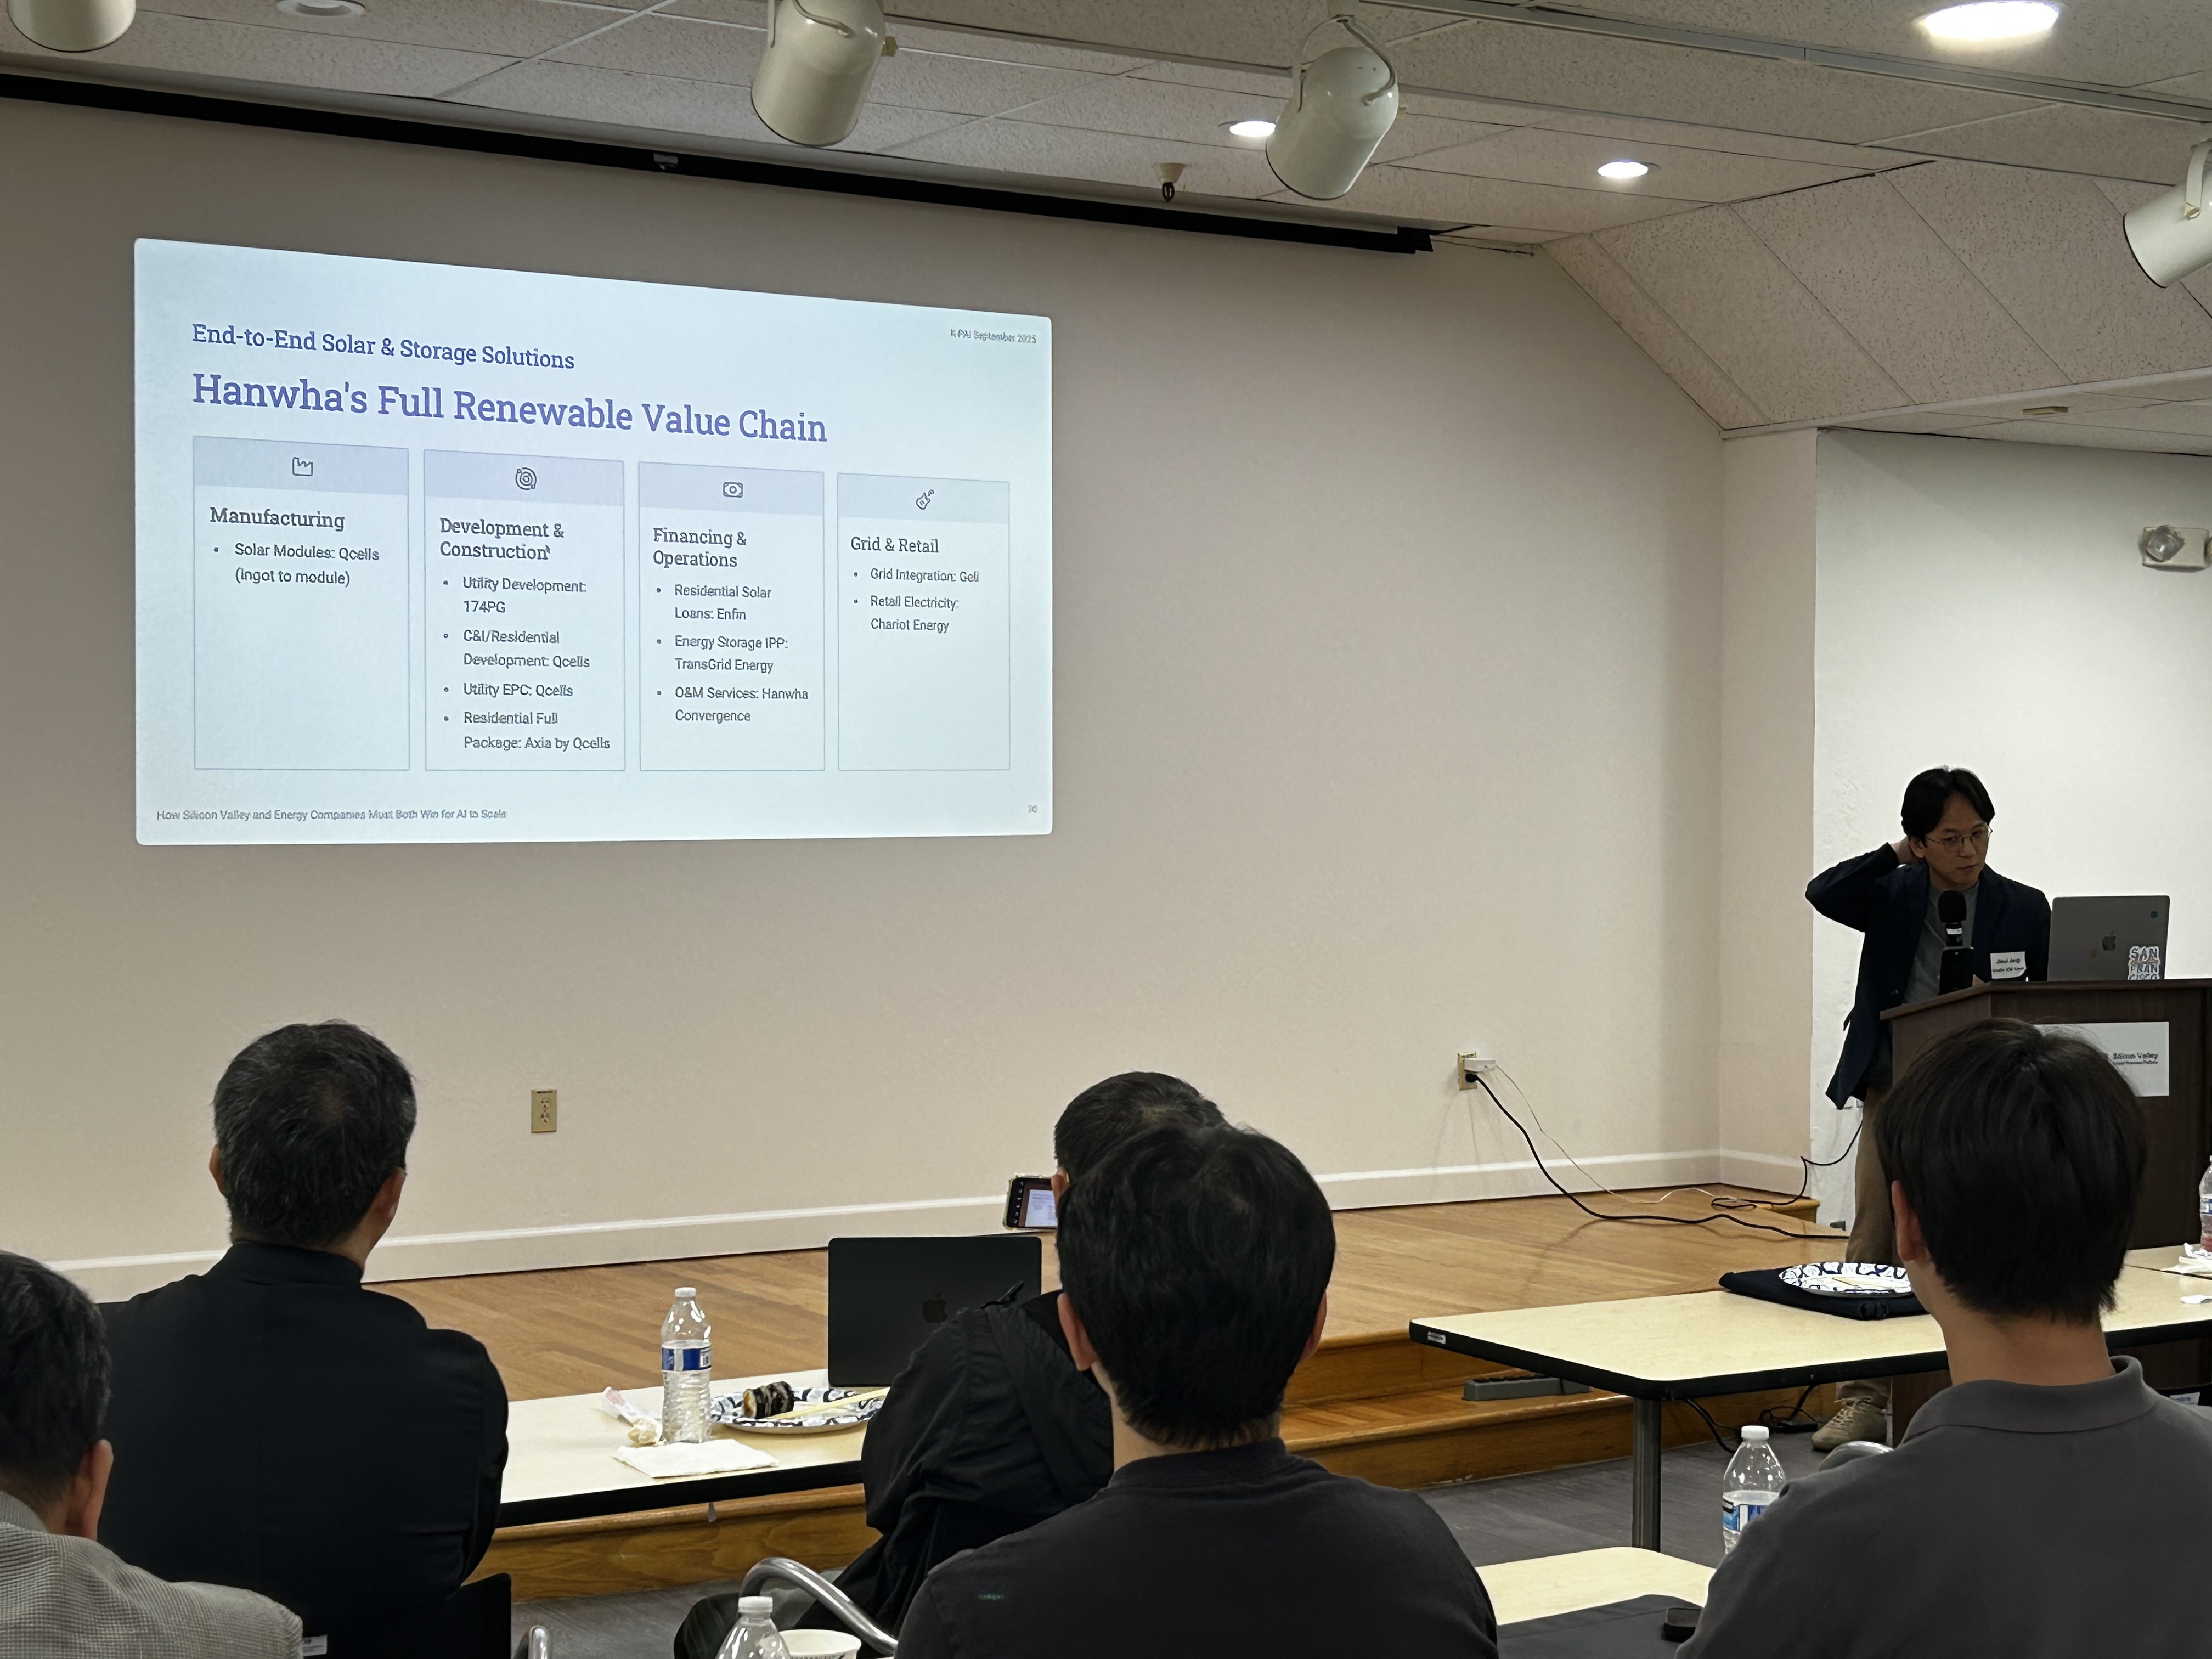 End-to-End Solar & Storage Solutions
K-PAI September 2025
Hanwha's Full Renewable Value Chain
Manufacturing
• Solar Modules: Qcells
(ingot to module)
Development &
Construction
• Utility Development:
174PG
• C&I/Residential
Development: Qcells
• Utility EPC: Qcells
• Residential Full
Package: Axia by Qcells
Financing &
Operations
• Residential Solar
Loans: Enfin
• Energy Storage IPP:
TransGrid Energy
• O&M Services: Hanwha
Convergence
Grid & Retail
• Grid Integration: Geli
• Retail Electricity:
Chariot Energy
How Silicon Valley and Energy Companies Must Both Win for AI to Scale
SAN
FRAN
CISCO
Silicon Valley